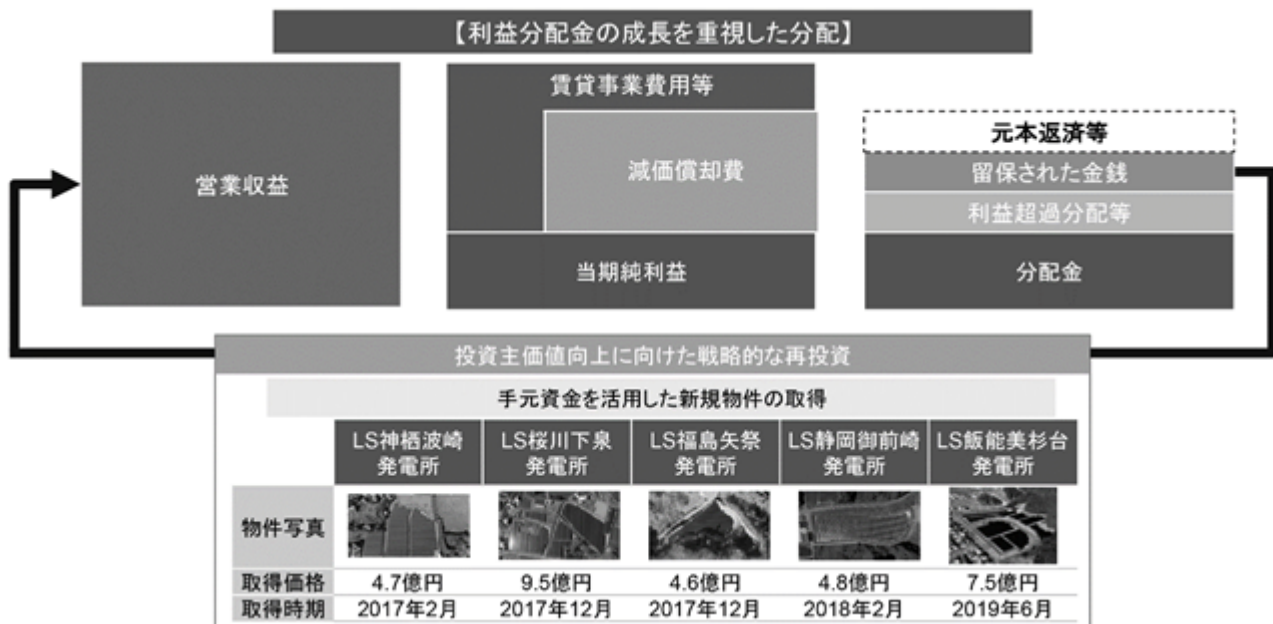 【利益分配金の成長を重視した分配】
営業収益
賃貸事業費用等
減価償却費
当期純利益
元本返済等
留保された金銭
利益超過分配等
分配金
投資主価値向上に向けた戦略的な再投資
手元資金を活用した新規物件の取得
LS神栖波崎
発電所
LS桜川下泉
発電所
LS福島矢祭
発電所
LS静岡御前崎
発電所
LS飯能美杉台
発電所
物件写真
取得価格 4.7億円 9.5億円 4.6億円 4.8億円 7.5億円
取得時期 2017年2月 2017年12月 2017年12月 2018年2月 2019年6月